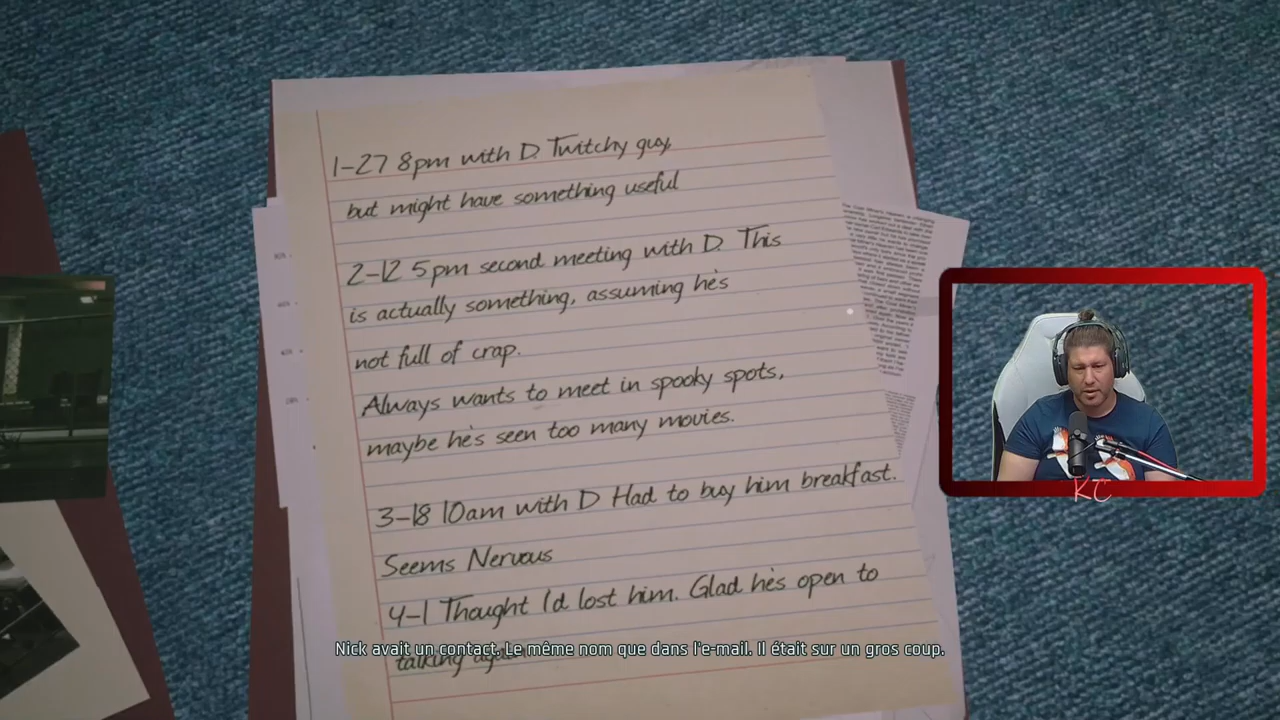 1-27 8pm with D. Twitchy guy,
but might have something useful
2-12 5pm second meeting with D. This
is actually something, assuming he's
not full of crap.
Always wants to meet in spooky spots,
maybe he's seen too many movies.
3-18 10am with D Had to buy him breakfast.
Seems Nervous
4-1 Thought I'd lost him. Glad he's open to
talking again
Nick avait un contact. Le même nom que dans l'e-mail. Il était sur un gros coup.
KC